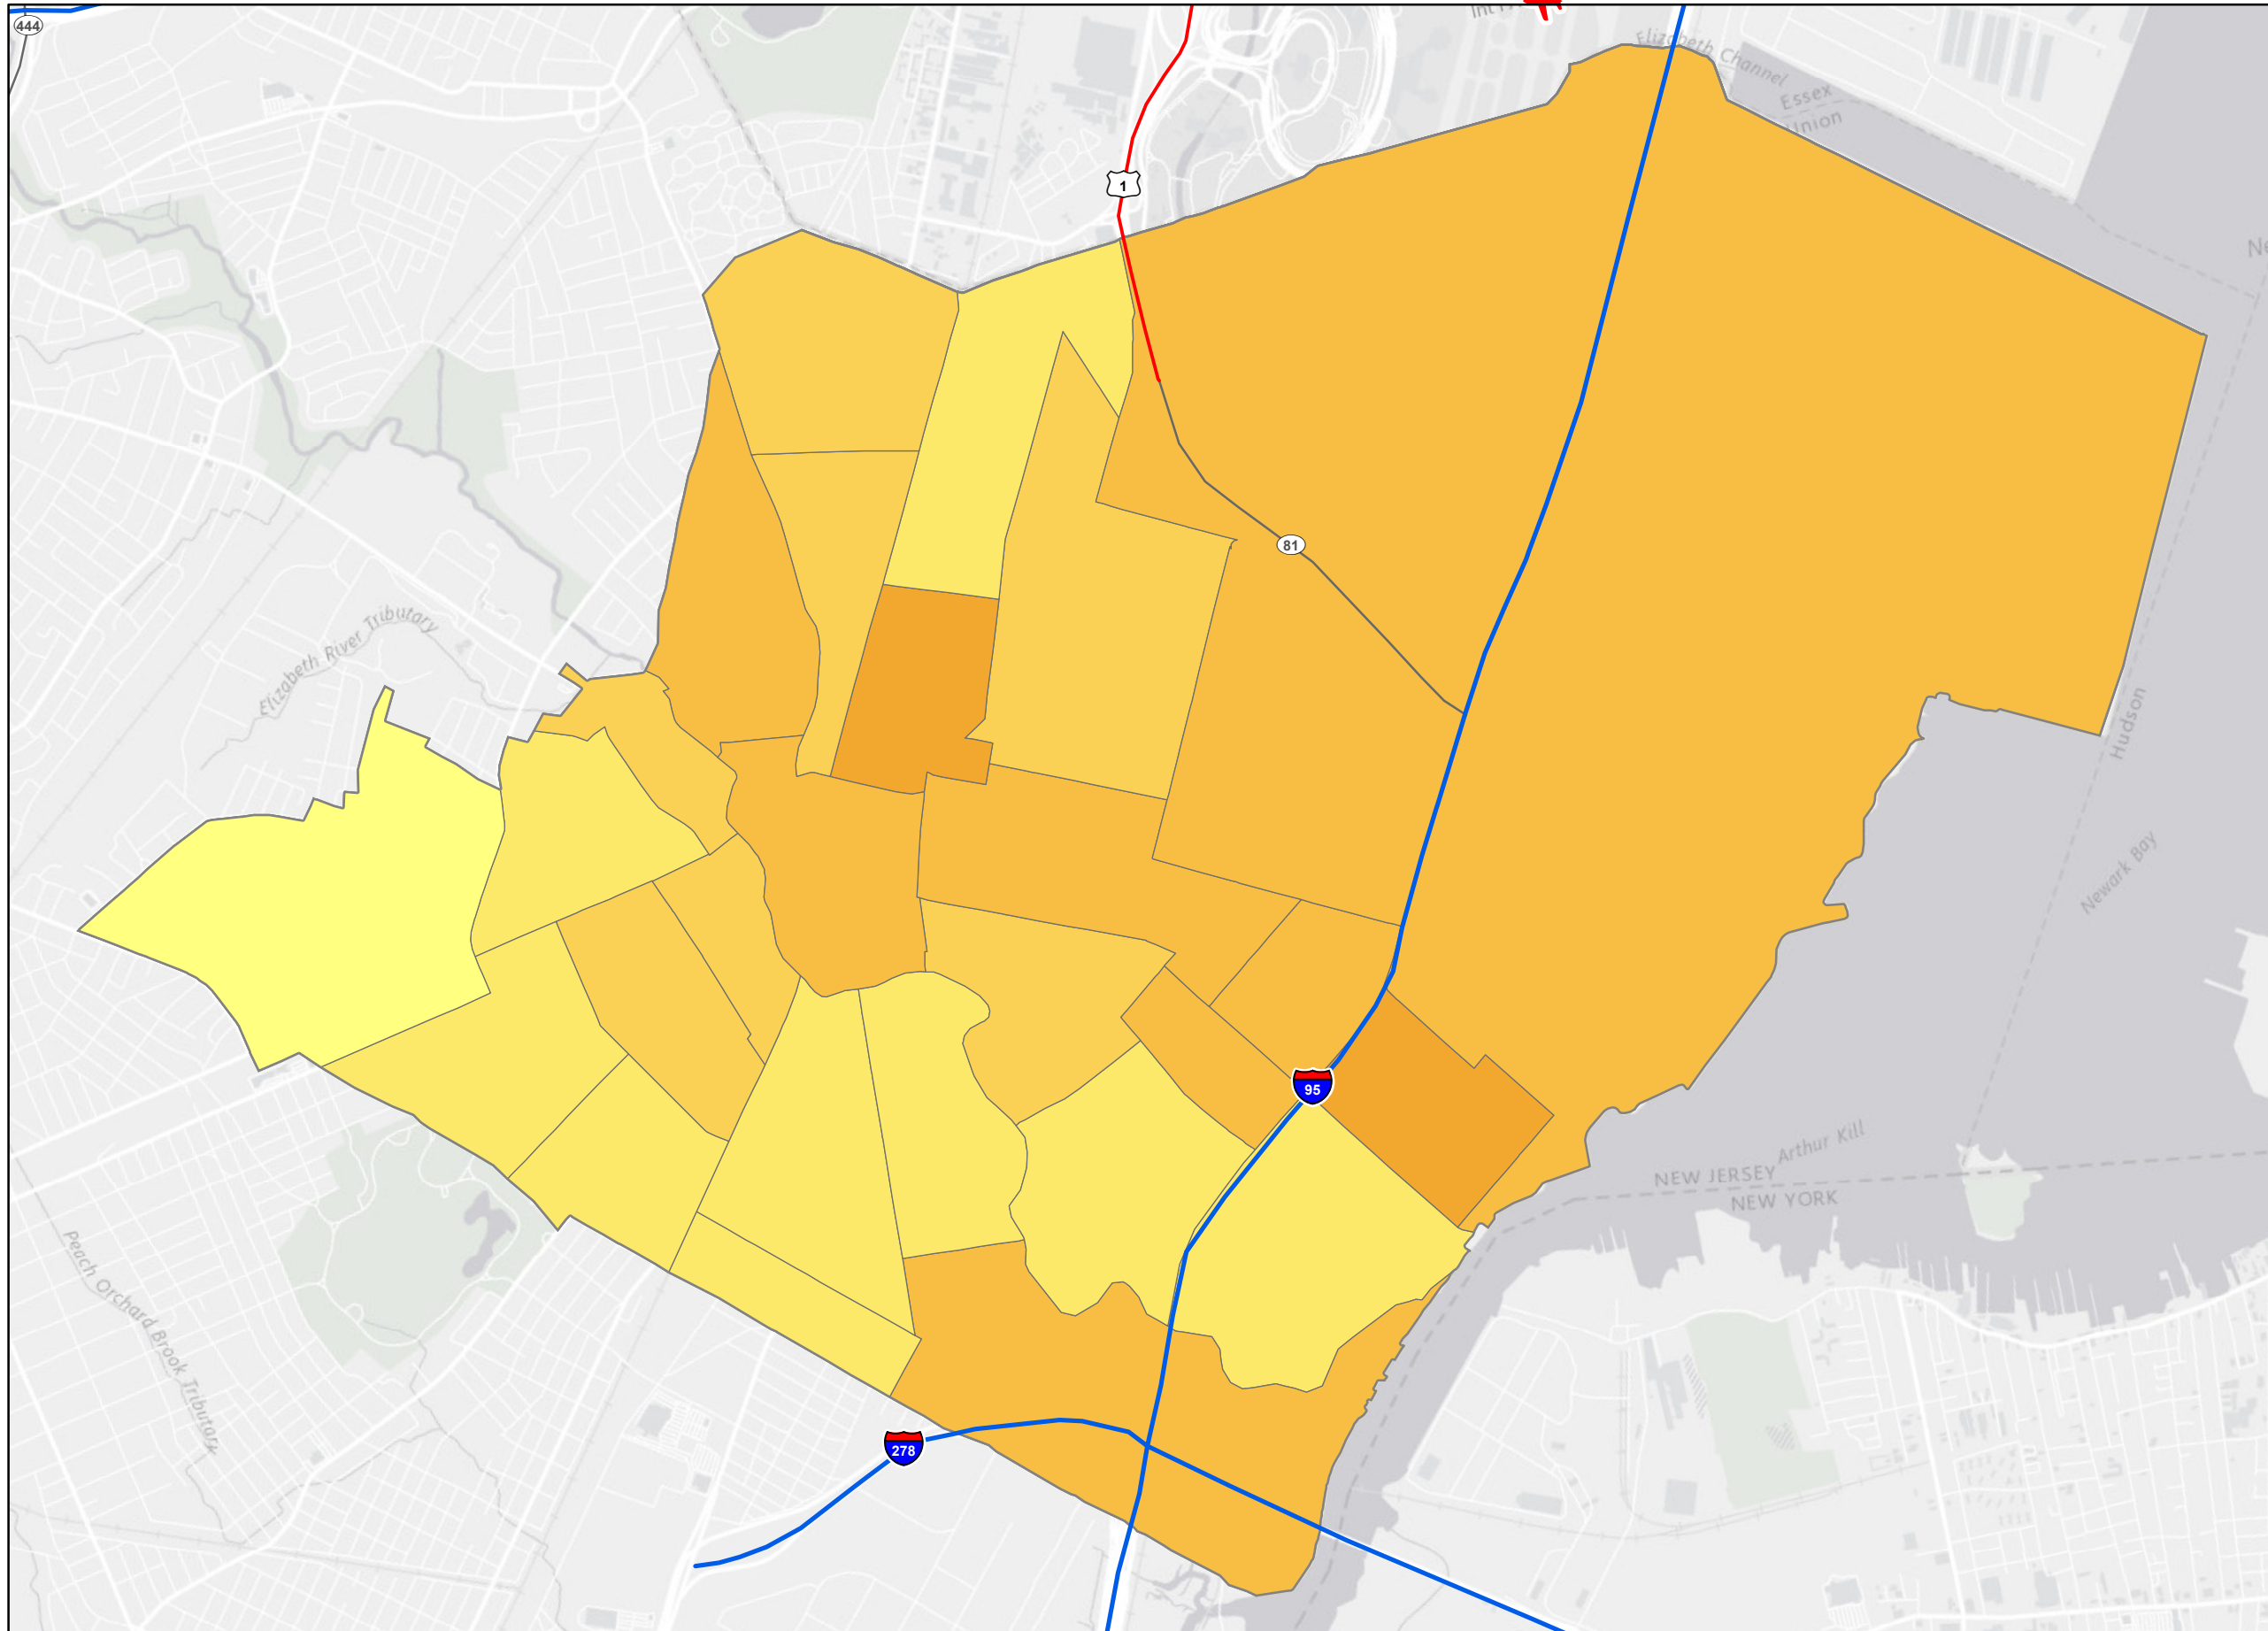 444
Elizabeth Channel
Essex
Union
1
81
Elizabeth River Tributary
Hudson
Newark Bay
95
Arthur Kill
NEW JERSEY
NEW YORK
Peach Orchard Brook Tributary
278